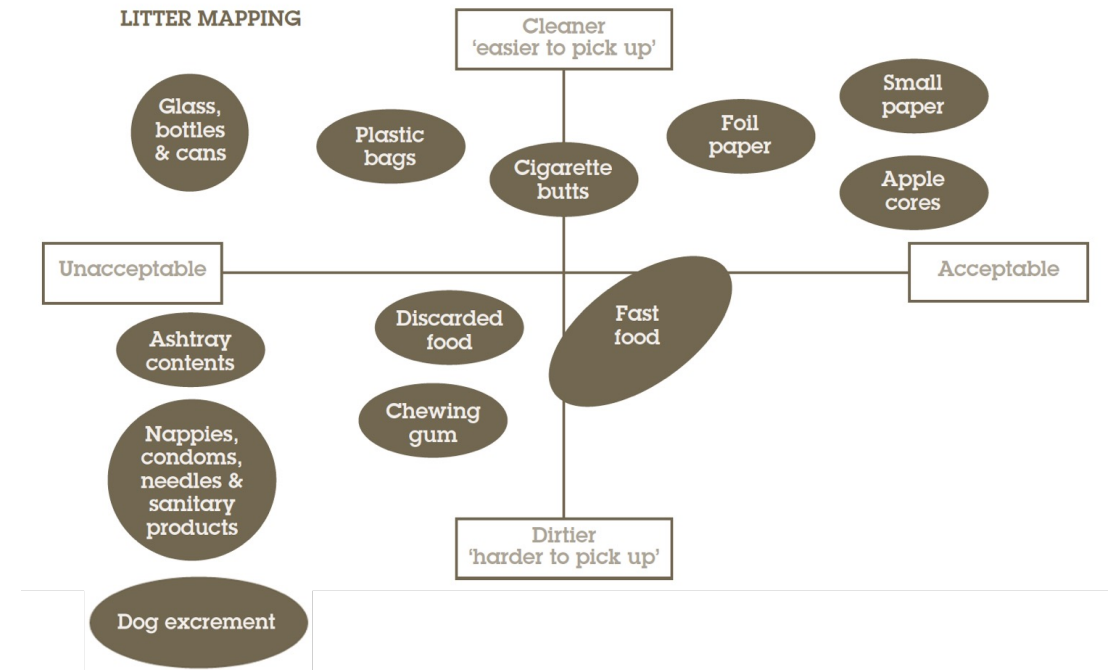 LITTER MAPPING
Cleaner
‘easier to pick up’
Glass,
bottles
& cans
Plastic
bags
Cigarette
butts
Foil
paper
Small
paper
Apple
cores
Unacceptable
Acceptable
Ashtray
contents
Discarded
food
Fast
food
Chewing
gum
Nappies,
condoms,
needles &
sanitary
products
Dirtier
‘harder to pick up’
Dog excrement